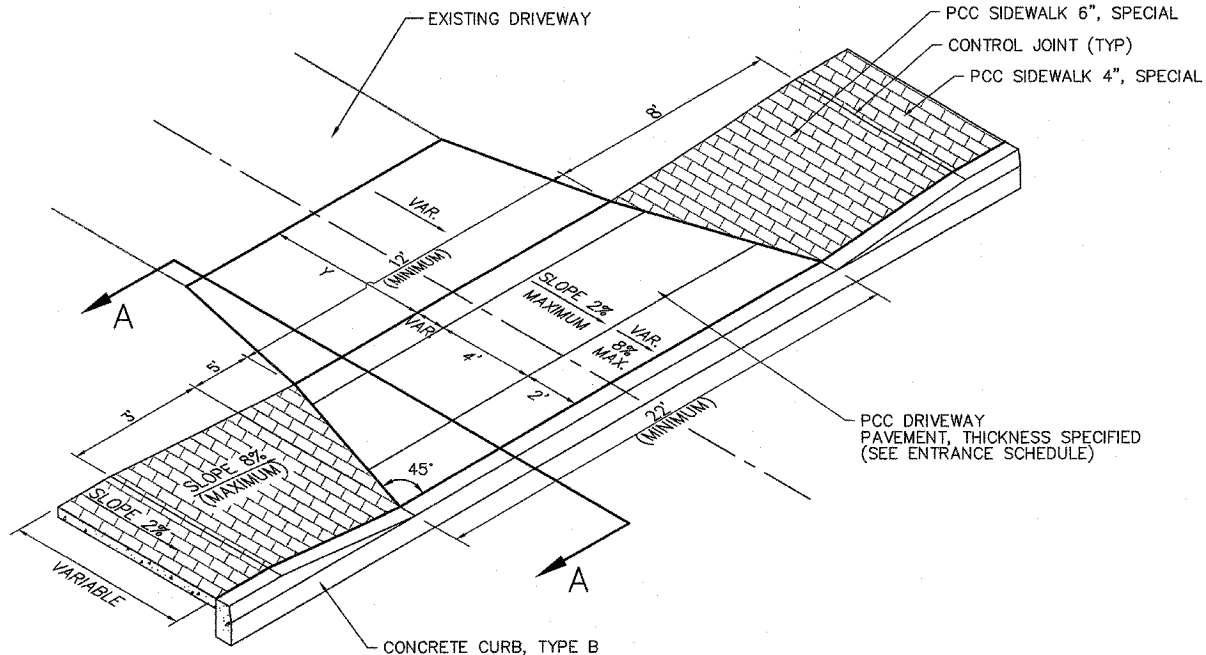 EXISTING DRIVEWAY
PCC SIDEWALK 6", SPECIAL
CONTROL JOINT (TYP)
PCC SIDEWALK 4", SPECIAL
8'
VAR.
12'
(MINIMUM)
Y
A
SLOPE 2%
MAXIMUM
VAR.
8%
MAX.
VAR.
4'
2'
5'
3'
22'
(MINIMUM)
PCC DRIVEWAY
PAVEMENT, THICKNESS SPECIFIED
(SEE ENTRANCE SCHEDULE)
SLOPE 8%
(MAXIMUM)
45°
SLOPE 2%
VARIABLE
A
CONCRETE CURB, TYPE B